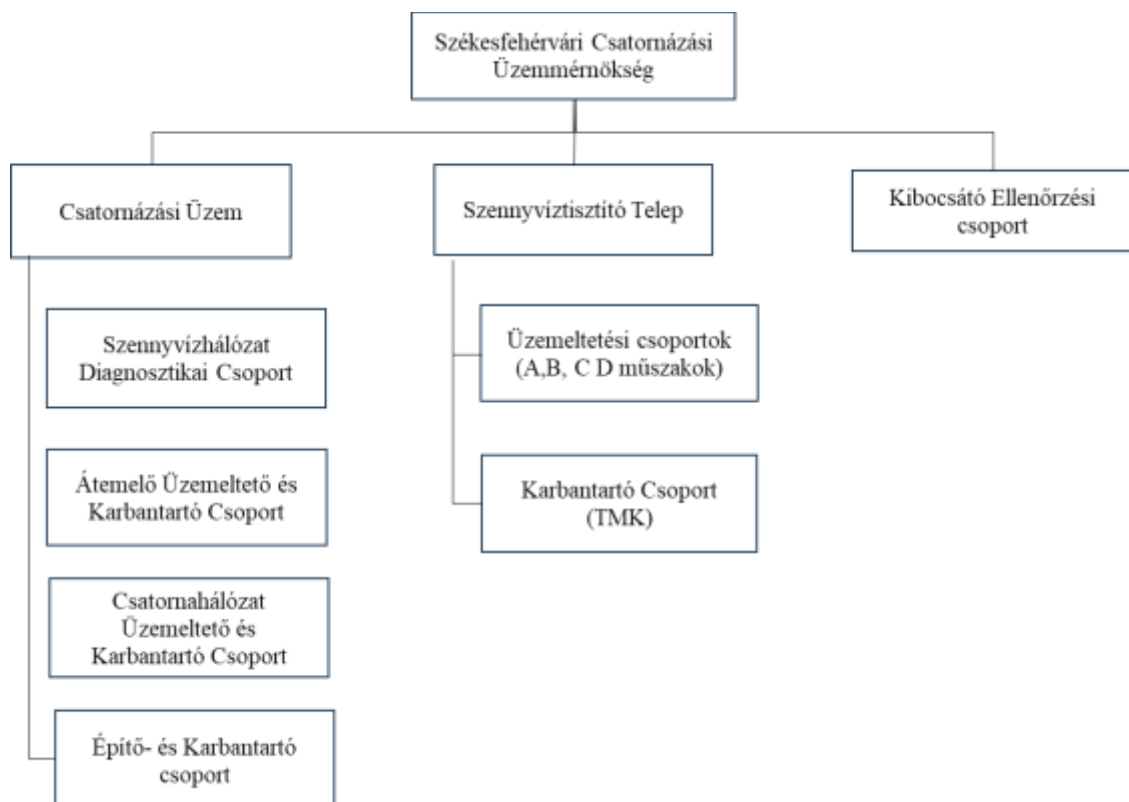 Székesfehérvári Csatornázási
Üzemmérnökség
Csatornázási Üzem
Szennyvíztisztító Telep
Kibocsátó Ellenőrzési
csoport
Szennyvízhálózat
Diagnosztikai Csoport
Átemelő Üzemeltető és
Karbantartó Csoport
Csatornahálózat
Üzemeltető és
Karbantartó Csoport
Építő- és Karbantartó
csoport
Üzemeltetési csoportok
(A,B, C D műszakok)
Karbantartó Csoport
(TMK)